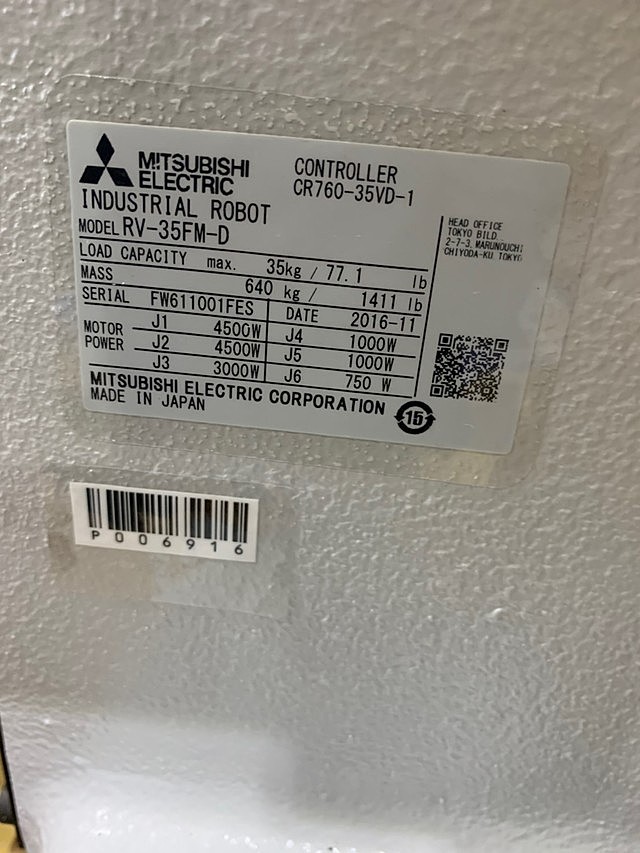 MITSUBISHI
ELECTRIC
CONTROLLER
CR760-35VD-1
INDUSTRIAL ROBOT
MODEL RV-35FM-D
LOAD CAPACITY max. 35kg / 77.1 lb
MASS 640 kg / 1411 lb
SERIAL FW611001FES DATE 2016-11
MOTOR POWER
J1 4500W J4 1000W
J2 4500W J5 1000W
J3 3000W J6 750 W
MITSUBISHI ELECTRIC CORPORATION
MADE IN JAPAN
15
HEAD OFFICE
TOKYO BILD.
2-7-3, MARUNOUCHI
CHIYODA-KU, TOKYO
P006916